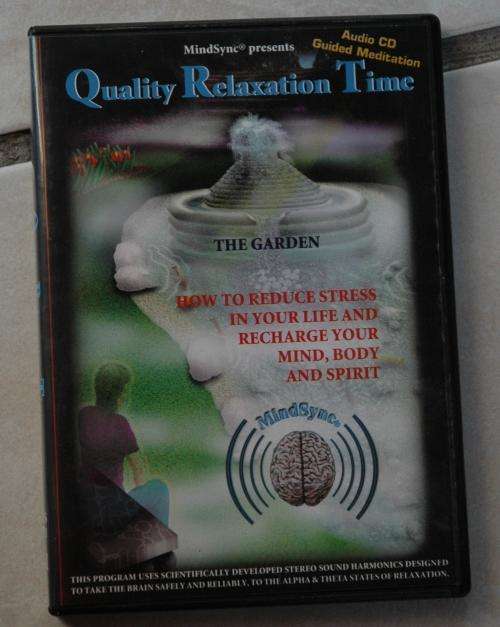 MindSync® presents
Audio CD
Guided Meditation
Quality Relaxation Time
THE GARDEN
HOW TO REDUCE STRESS
IN YOUR LIFE AND
RECHARGE YOUR
MIND, BODY
AND SPIRIT
MindSync®
THIS PROGRAM USES SCIENTIFICALLY DEVELOPED STEREO SOUND HARMONICS DESIGNED
TO TAKE THE BRAIN SAFELY AND RELIABLY, TO THE ALPHA & THETA STATES OF RELAXATION.